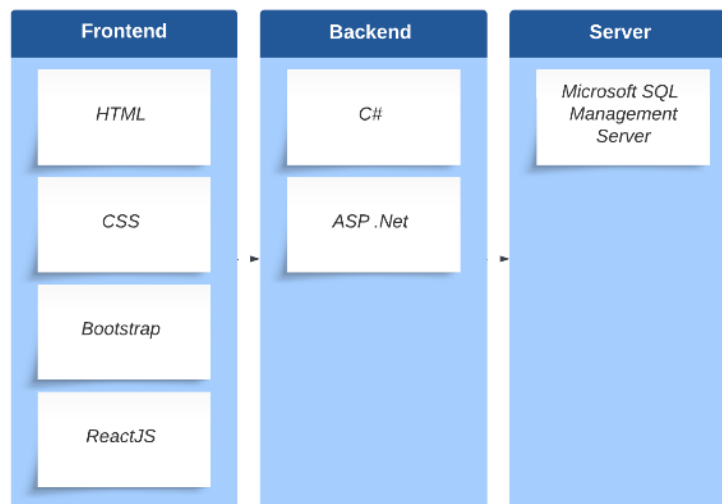 Frontend
HTML
CSS
Bootstrap
ReactJS
Backend
C#
ASP .Net
Server
Microsoft SQL
Management
Server